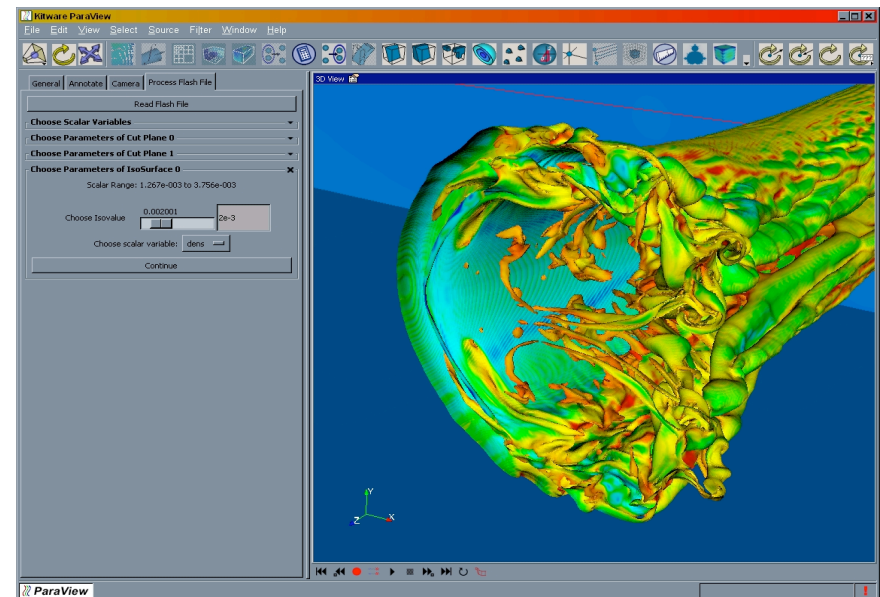 Kitware ParaView
File Edit View Select Source Filter Window Help
General Annotate Camera Process Flash File
Read Flash File
Choose Scalar Variables
Choose Parameters of Cut Plane 0
Choose Parameters of Cut Plane 1
Choose Parameters of IsoSurface 0
Scalar Range: 1.267e-003 to 3.756e-003
0.002001
Choose Isovalue 2e-3
Choose scalar variable: dens
Continue
3D View
Y
Z X
ParaView